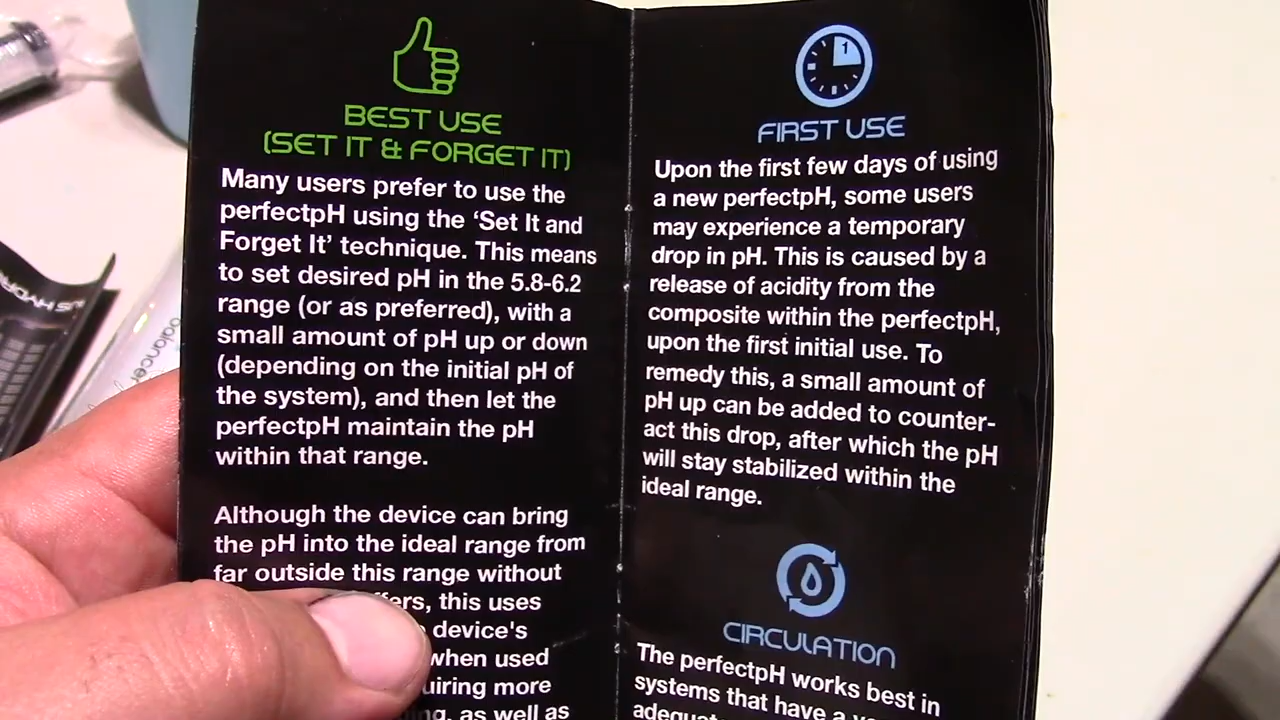 BEST USE
(SET IT & FORGET IT)
Many users prefer to use the
perfectpH using the ‘Set It and
Forget It’ technique. This means
to set desired pH in the 5.8-6.2
range (or as preferred), with a
small amount of pH up or down
(depending on the initial pH of
the system), and then let the
perfectpH maintain the pH
within that range.
Although the device can bring
the pH into the ideal range from
far outside this range without
this uses
device's
when used
more
as well as
1
FIRST USE
Upon the first few days of using
a new perfectpH, some users
may experience a temporary
drop in pH. This is caused by a
release of acidity from the
composite within the perfectpH,
upon the first initial use. To
remedy this, a small amount of
pH up can be added to counter-
act this drop, after which the pH
will stay stabilized within the
ideal range.
CIRCULATION
The perfectpH works best in
systems that have a
balancer